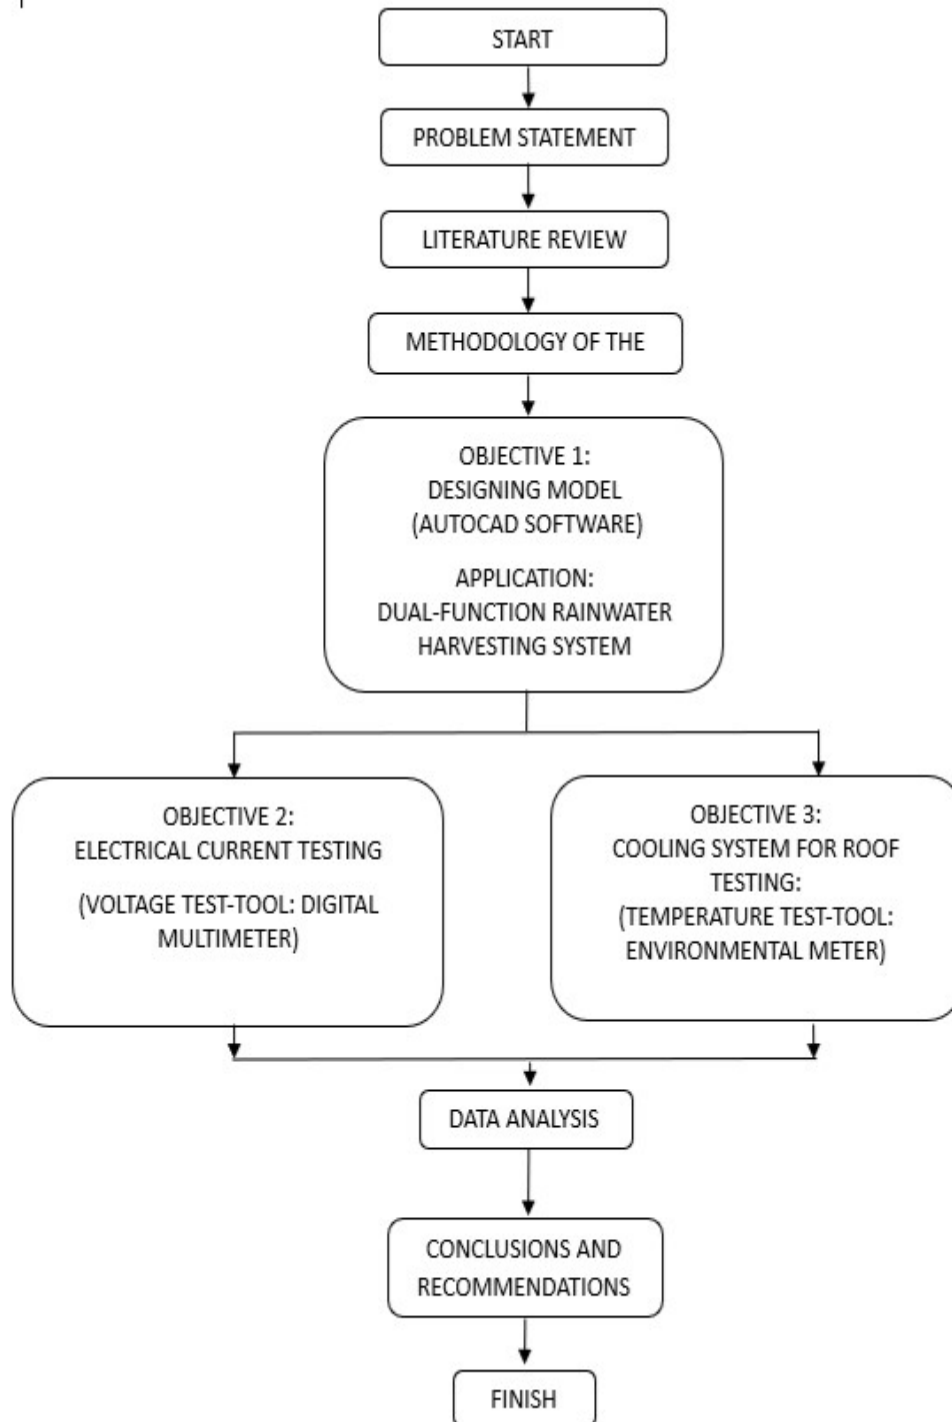 START
PROBLEM STATEMENT
LITERATURE REVIEW
METHODOLOGY OF THE
OBJECTIVE 1:
DESIGNING MODEL
(AUTOCAD SOFTWARE)
APPLICATION:
DUAL-FUNCTION RAINWATER
HARVESTING SYSTEM
OBJECTIVE 2:
ELECTRICAL CURRENT TESTING
(VOLTAGE TEST-TOOL: DIGITAL
MULTIMETER)
OBJECTIVE 3:
COOLING SYSTEM FOR ROOF
TESTING:
(TEMPERATURE TEST-TOOL:
ENVIRONMENTAL METER)
DATA ANALYSIS
CONCLUSIONS AND
RECOMMENDATIONS
FINISH